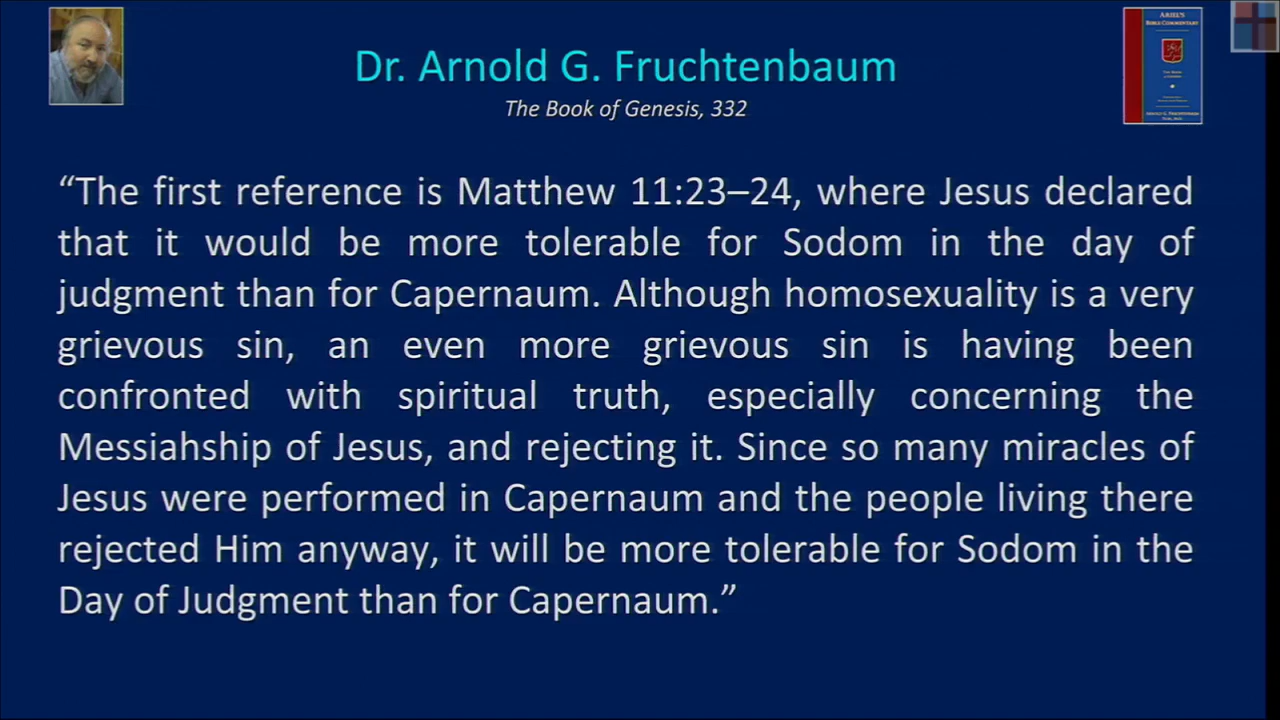 Dr. Arnold G. Fruchtenbaum
The Book of Genesis, 332
ARIEL'S
BIBLE COMMENTARY
“The first reference is Matthew 11:23–24, where Jesus declared
that it would be more tolerable for Sodom in the day of
judgment than for Capernaum. Although homosexuality is a very
grievous sin, an even more grievous sin is having been
confronted with spiritual truth, especially concerning the
Messiahship of Jesus, and rejecting it. Since so many miracles of
Jesus were performed in Capernaum and the people living there
rejected Him anyway, it will be more tolerable for Sodom in the
Day of Judgment than for Capernaum.”